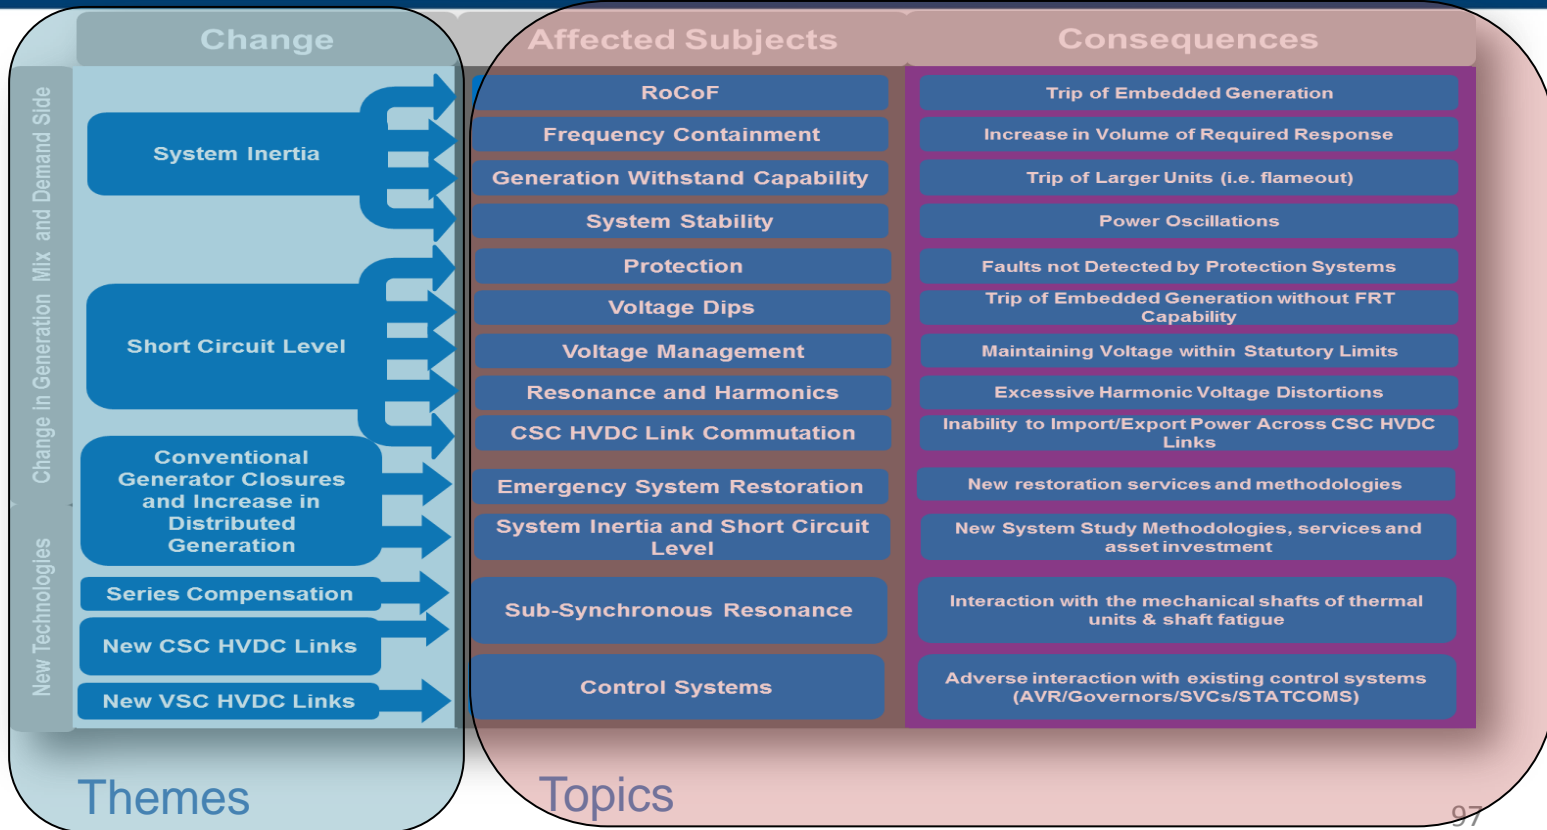 Change
Affected Subjects
Consequences
Change in Generation Mix and Demand Side
New Technologies
System Inertia
RoCoF
Trip of Embedded Generation
Frequency Containment
Increase in Volume of Required Response
Generation Withstand Capability
Trip of Larger Units (i.e. flameout)
System Stability
Power Oscillations
Short Circuit Level
Protection
Faults not Detected by Protection Systems
Voltage Dips
Trip of Embedded Generation without FRT
Capability
Voltage Management
Maintaining Voltage within Statutory Limits
Resonance and Harmonics
Excessive Harmonic Voltage Distortions
CSC HVDC Link Commutation
Inability to Import/Export Power Across CSC HVDC
Links
Conventional
Generator Closures
and Increase in
Distributed
Generation
Emergency System Restoration
New restoration services and methodologies
System Inertia and Short Circuit
Level
New System Study Methodologies, services and
asset investment
Series Compensation
New CSC HVDC Links
Sub-Synchronous Resonance
Interaction with the mechanical shafts of thermal
units & shaft fatigue
New VSC HVDC Links
Control Systems
Adverse interaction with existing control systems
(AVR/Governors/SVCs/STATCOMS)
Themes
Topics
97